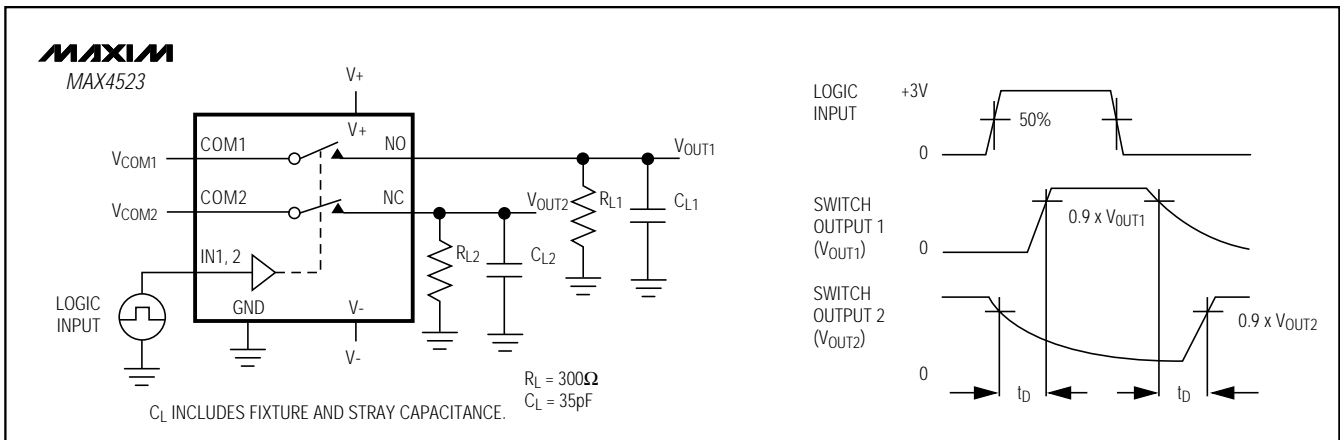 MAXIM
MAX4523
V+
V+
COM1
NO
VCOM1
VOUT1
COM2
NC
VCOM2
VOUT2
RL1
CL1
IN1, 2
RL2
CL2
LOGIC
INPUT
GND
V-
V-
RL = 300Ω
CL = 35pF
CL INCLUDES FIXTURE AND STRAY CAPACITANCE.
LOGIC
INPUT
+3V
50%
0
SWITCH
OUTPUT 1
(VOUT1)
0.9 x VOUT1
0
SWITCH
OUTPUT 2
(VOUT2)
0.9 x VOUT2
0
tD
tD